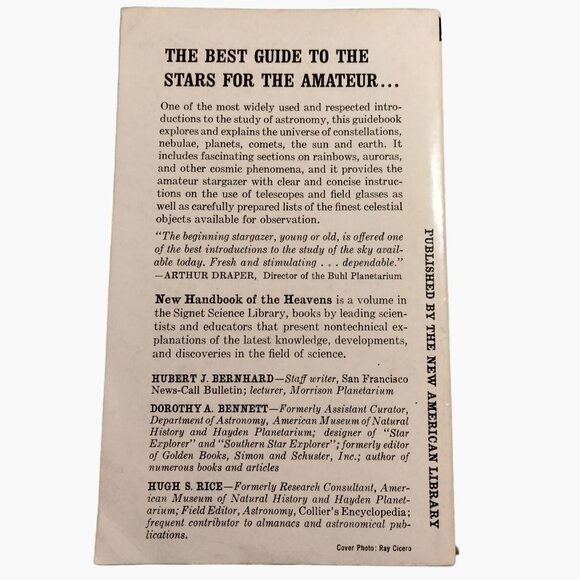 THE BEST GUIDE TO THE
STARS FOR THE AMATEUR...
One of the most widely used and respected intro-
ductions to the study of astronomy, this guidebook
explores and explains the universe of constellations,
nebulae, planets, comets, the sun and earth. It
includes fascinating sections on rainbows, auroras,
and other cosmic phenomena, and it provides the
amateur stargazer with clear and concise instruc-
tions on the use of telescopes and field glasses as
well as carefully prepared lists of the finest celestial
objects available for observation.
"The beginning stargazer, young or old, is offered one
of the best introductions to the study of the sky avail-
able today. Fresh and stimulating . . . dependable."
—ARTHUR DRAPER, Director of the Buhl Planetarium
New Handbook of the Heavens is a volume in
the Signet Science Library, books by leading scien-
tists and educators that present nontechnical ex-
planations of the latest knowledge, developments,
and discoveries in the field of science.
HUBERT J. BERNHARD—Staff writer, San Francisco
News-Call Bulletin; lecturer, Morrison Planetarium
DOROTHY A. BENNETT—Formerly Assistant Curator,
Department of Astronomy, American Museum of Natural
History and Hayden Planetarium; designer of "Star
Explorer" and "Southern Star Explorer"; formerly editor
of Golden Books, Simon and Schuster, Inc.; author of
numerous books and articles
HUGH S. RICE—Formerly Research Consultant, Amer-
ican Museum of Natural History and Hayden Planet-
arium; Field Editor, Astronomy, Collier's Encyclopedia;
frequent contributor to almanacs and astronomical pub-
lications.
Cover Photo: Ray Cicero
PUBLISHED BY THE NEW AMERICAN LIBRARY